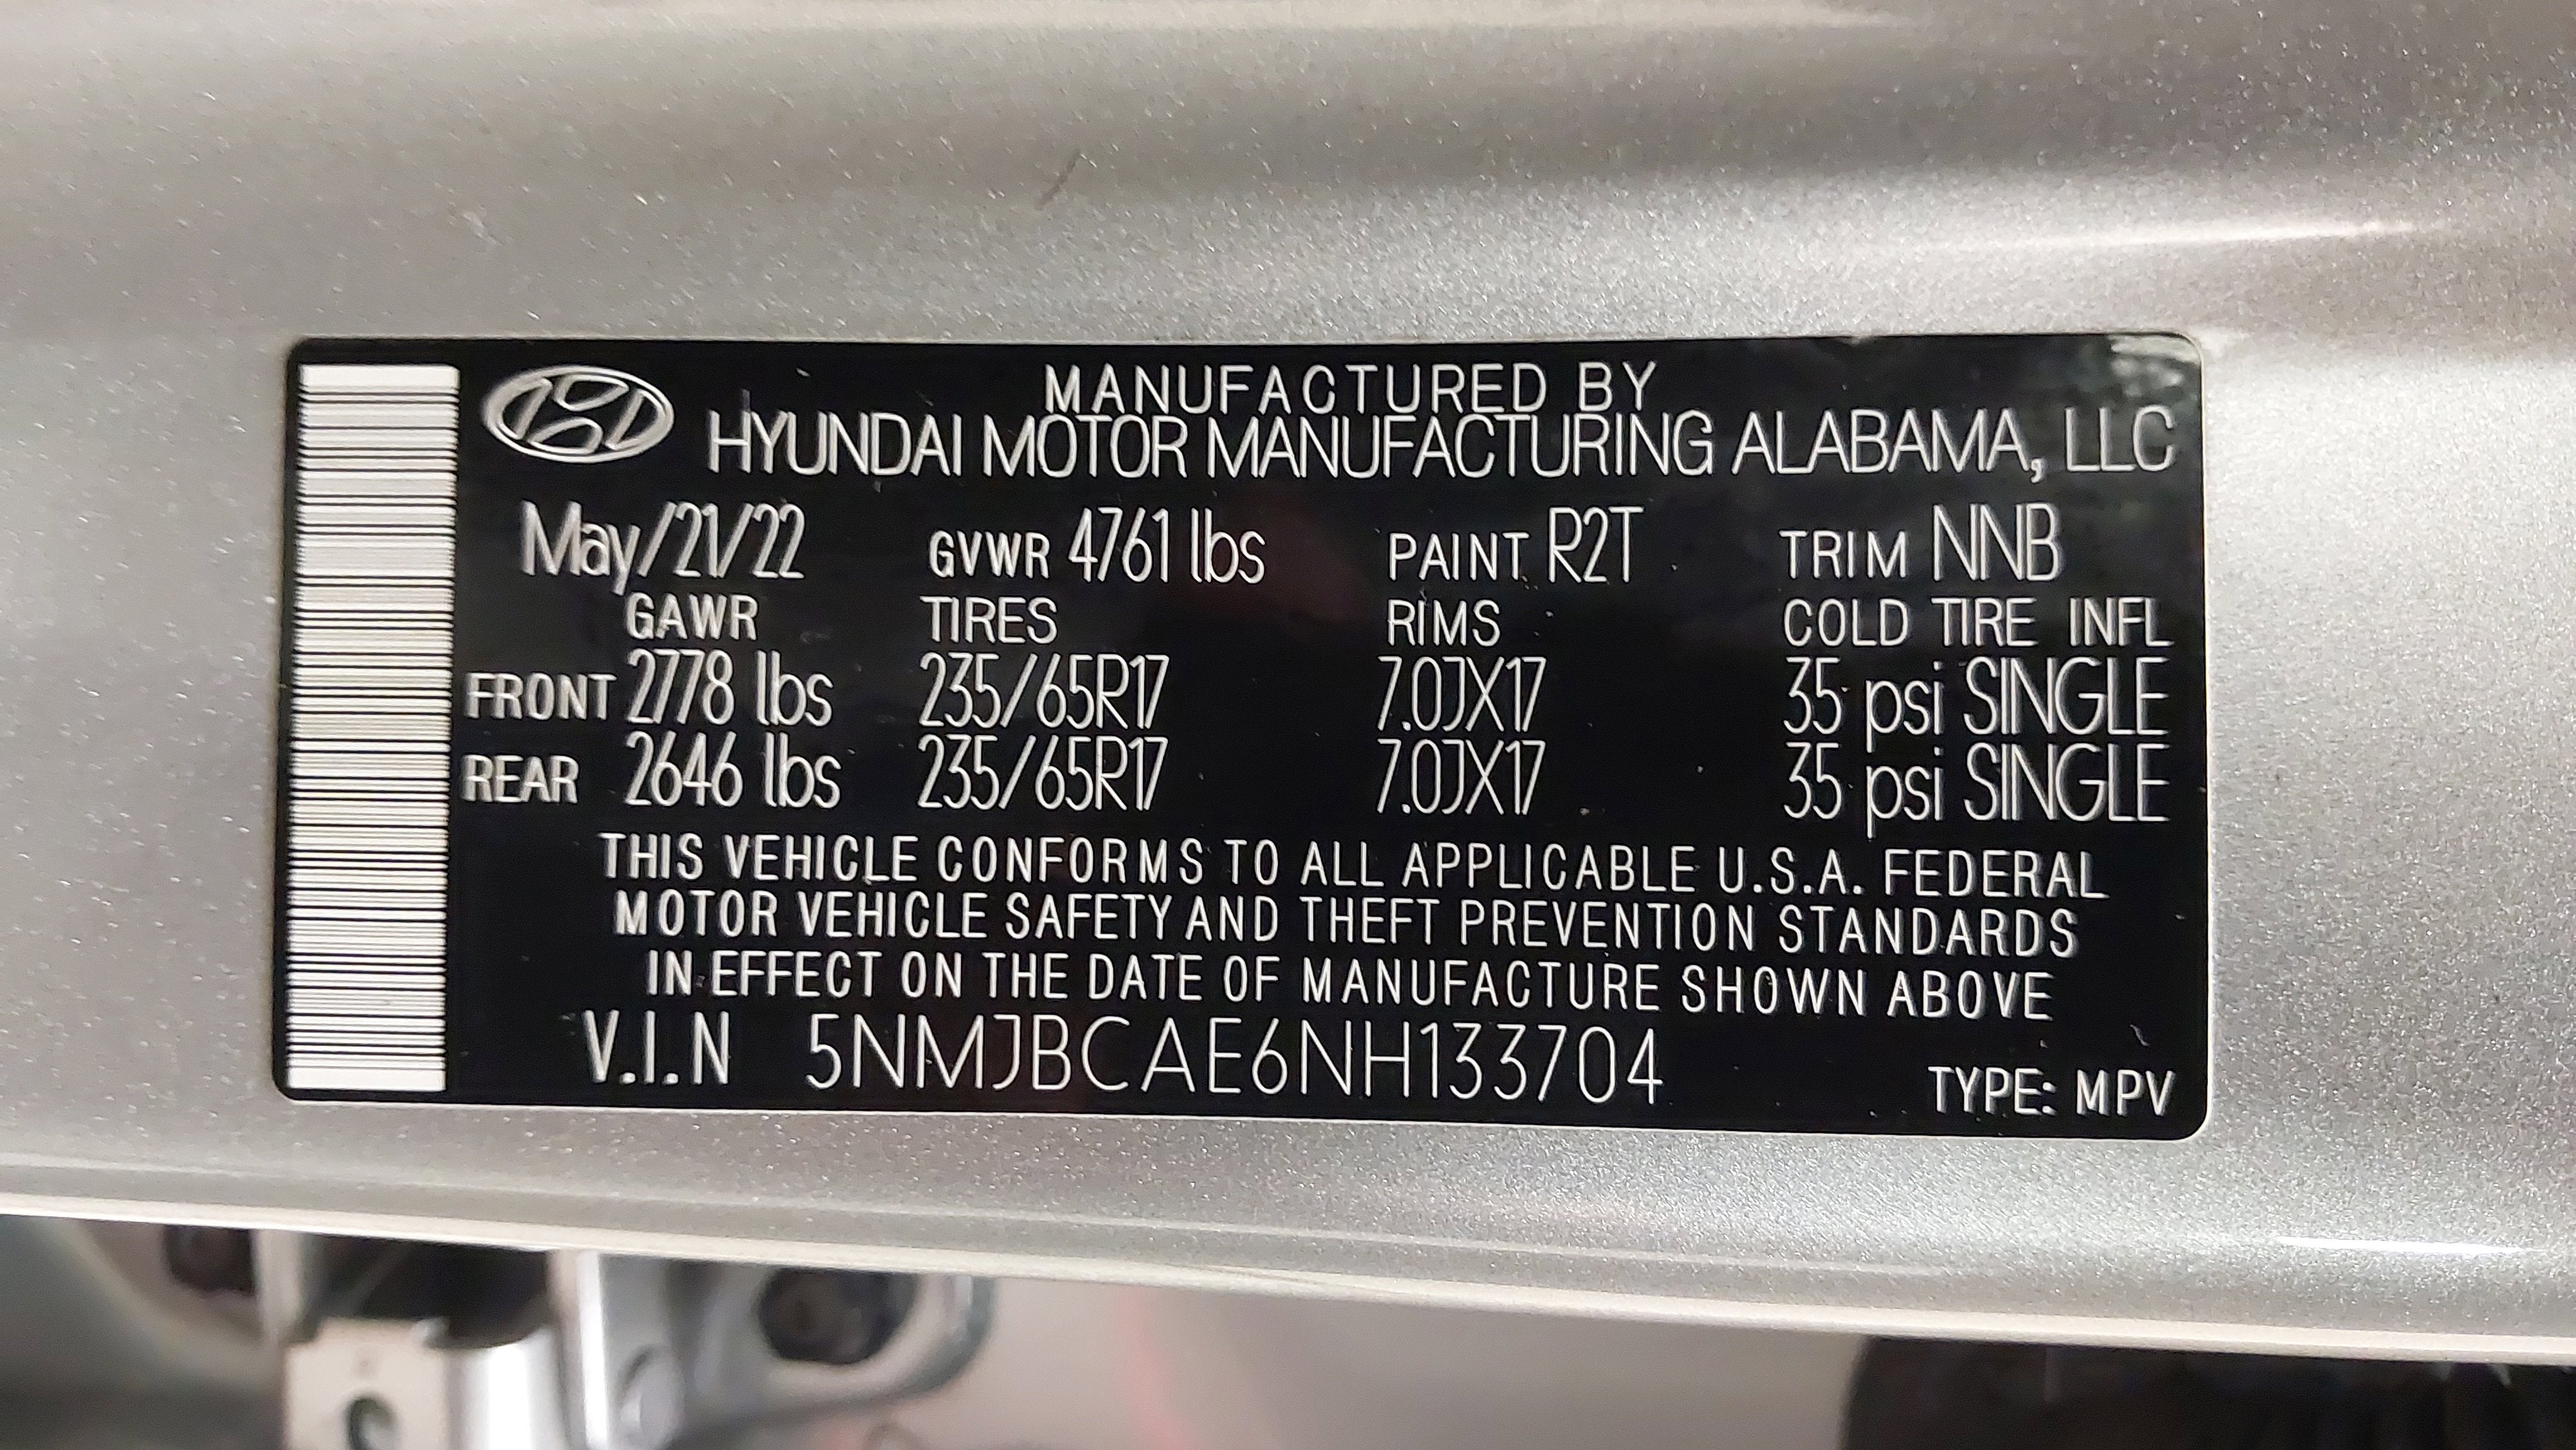 MANUFACTURED BY
HYUNDAI MOTOR MANUFACTURING ALABAMA, LLC
May/21/22 GVWR 4761 lbs PAINT R2T TRIM NNB
GAWR TIRES RIMS COLD TIRE INFL
FRONT 2778 lbs 235/65R17 7.0JX17 35 psi SINGLE
REAR 2646 lbs 235/65R17 7.0JX17 35 psi SINGLE
THIS VEHICLE CONFORMS TO ALL APPLICABLE U.S.A. FEDERAL
MOTOR VEHICLE SAFETY AND THEFT PREVENTION STANDARDS
IN EFFECT ON THE DATE OF MANUFACTURE SHOWN ABOVE
V.I.N 5NMJBCAE6NH133704
TYPE: MPV